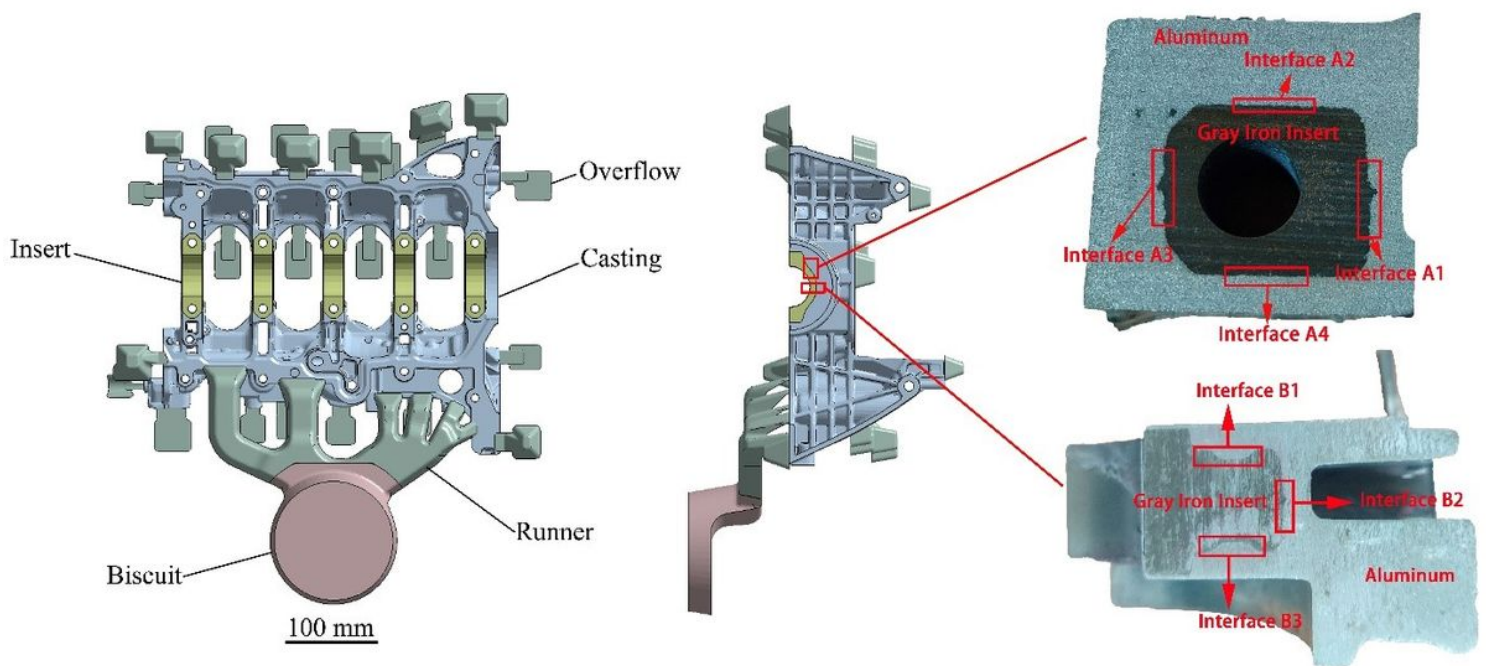 Overflow
Insert
Casting
Runner
Biscuit
100 mm
Aluminum
Interface A2
Gray Iron Insert
Interface A3
Interface A1
Interface A4
Interface B1
Gray Iron Insert
Interface B2
Aluminum
Interface B3